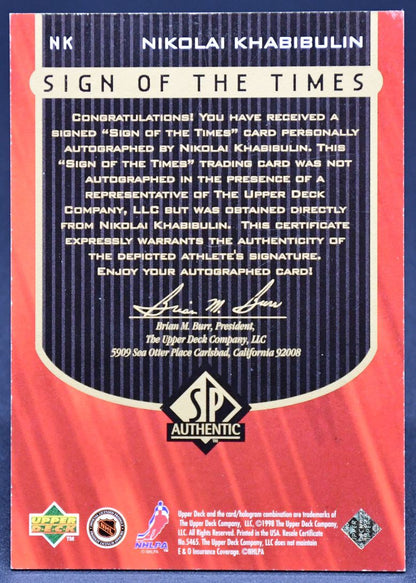 NK NIKOLAI KHABIBULIN
SIGN OF THE TIMES
CONGRATULATIONS! YOU HAVE RECEIVED A
SIGNED "SIGN OF THE TIMES" CARD PERSONALLY
AUTOGRAPHED BY NIKOLAI KHABIBULIN. THIS
"SIGN OF THE TIMES" TRADING CARD WAS NOT
AUTOGRAPHED IN THE PRESENCE OF A
REPRESENTATIVE OF THE UPPER DECK
COMPANY, LLC BUT WAS OBTAINED DIRECTLY
FROM NIKOLAI KHABIBULIN. THIS CERTIFICATE
EXPRESSLY WARRANTS THE AUTHENTICITY OF
THE DEPICTED ATHLETE'S SIGNATURE.
ENJOY YOUR AUTOGRAPHED CARD!
Brian M. Burr
Brian M. Burr, President,
The Upper Deck Company, LLC
5909 Sea Otter Place Carlsbad, California 92008
SP
AUTHENTIC
UPPER
DECK
TM
NHL
NHLPA
Upper Deck and the card/hologram combination are trademarks of
The Upper Deck Company, LLC. ©1998 The Upper Deck Company,
LLC. All Rights Reserved. Printed in the USA. Resale Certificate
No.5465. The Upper Deck Company, LLC does not maintain
E & O Insurance Coverage. ©NHLPA